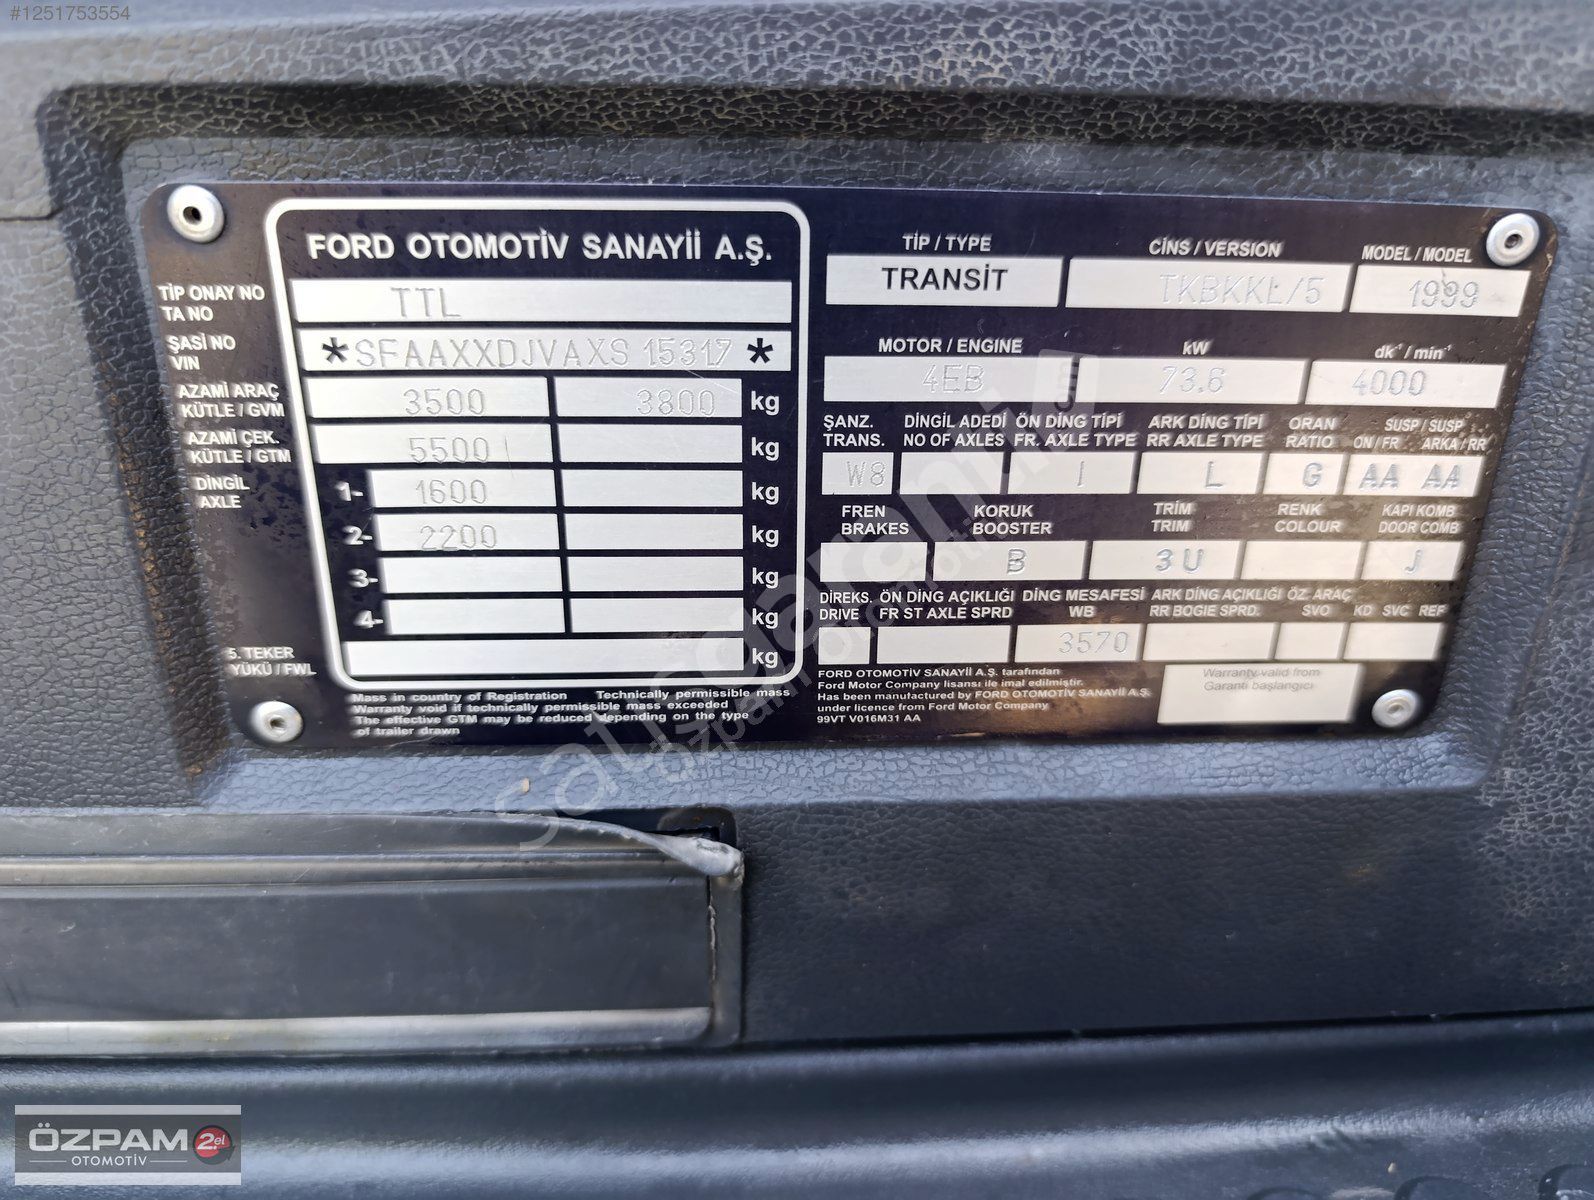 #1251753554
FORD OTOMOTİV SANAYİİ A.Ş.
TİP ONAY NO
TA NO
TTL
ŞASİ NO
VIN
*SFAAXXDJVAXS 15317 *
AZAMİ ARAÇ
KÜTLE / GVM
3500 3800 kg
AZAMİ ÇEK.
KÜTLE / GTM
5500 kg
DİNGİL
AXLE
1- 1600 kg
2- 2200 kg
3- kg
4- kg
5. TEKER
YÜKÜ / FWL
kg
Mass in country of Registration Technically permissible mass
Warranty void if technically permissible mass exceeded
The effective GTM may be reduced depending on the type
of trailer drawn
TİP / TYPE CİNS / VERSION MODEL / MODEL
TRANSİT TKBKKL/5 1999
MOTOR / ENGINE kW dk⁻¹ / min⁻¹
4EB 73.6 4000
ŞANZ. DİNGİL ADEDİ ÖN DİNG TİPİ ARK DİNG TİPİ ORAN SUSP / SUSP
TRANS. NO OF AXLES FR. AXLE TYPE RR AXLE TYPE RATIO ON / FR ARKA / RR
W8 I L G AA AA
FREN KORUK TRİM RENK KAPI KOMB
BRAKES BOOSTER TRIM COLOUR DOOR COMB
B 3U J
DİREKS. ÖN DİNG AÇIKLIĞI DİNG MESAFESİ ARK DİNG AÇIKLIĞI ÖZ. ARAÇ
DRIVE FR ST AXLE SPRD WB RR BOGIE SPRD. SVO KD SVC REF
3570
FORD OTOMOTİV SANAYİİ A.Ş. tarafından
Ford Motor Company lisansı ile imal edilmiştir.
Has been manufactured by FORD OTOMOTİV SANAYİİ A.Ş.
under licence from Ford Motor Company
99VT V016M31 AA
Warranty valid from
Garanti başlangıcı
ÖZPAM 2.el
OTOMOTİV